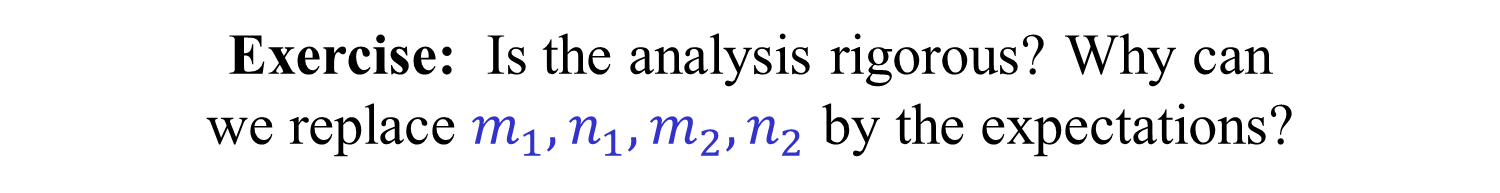 Exercise: Is the analysis rigorous? Why can
we replace m₁, n₁, m₂, n₂ by the expectations?